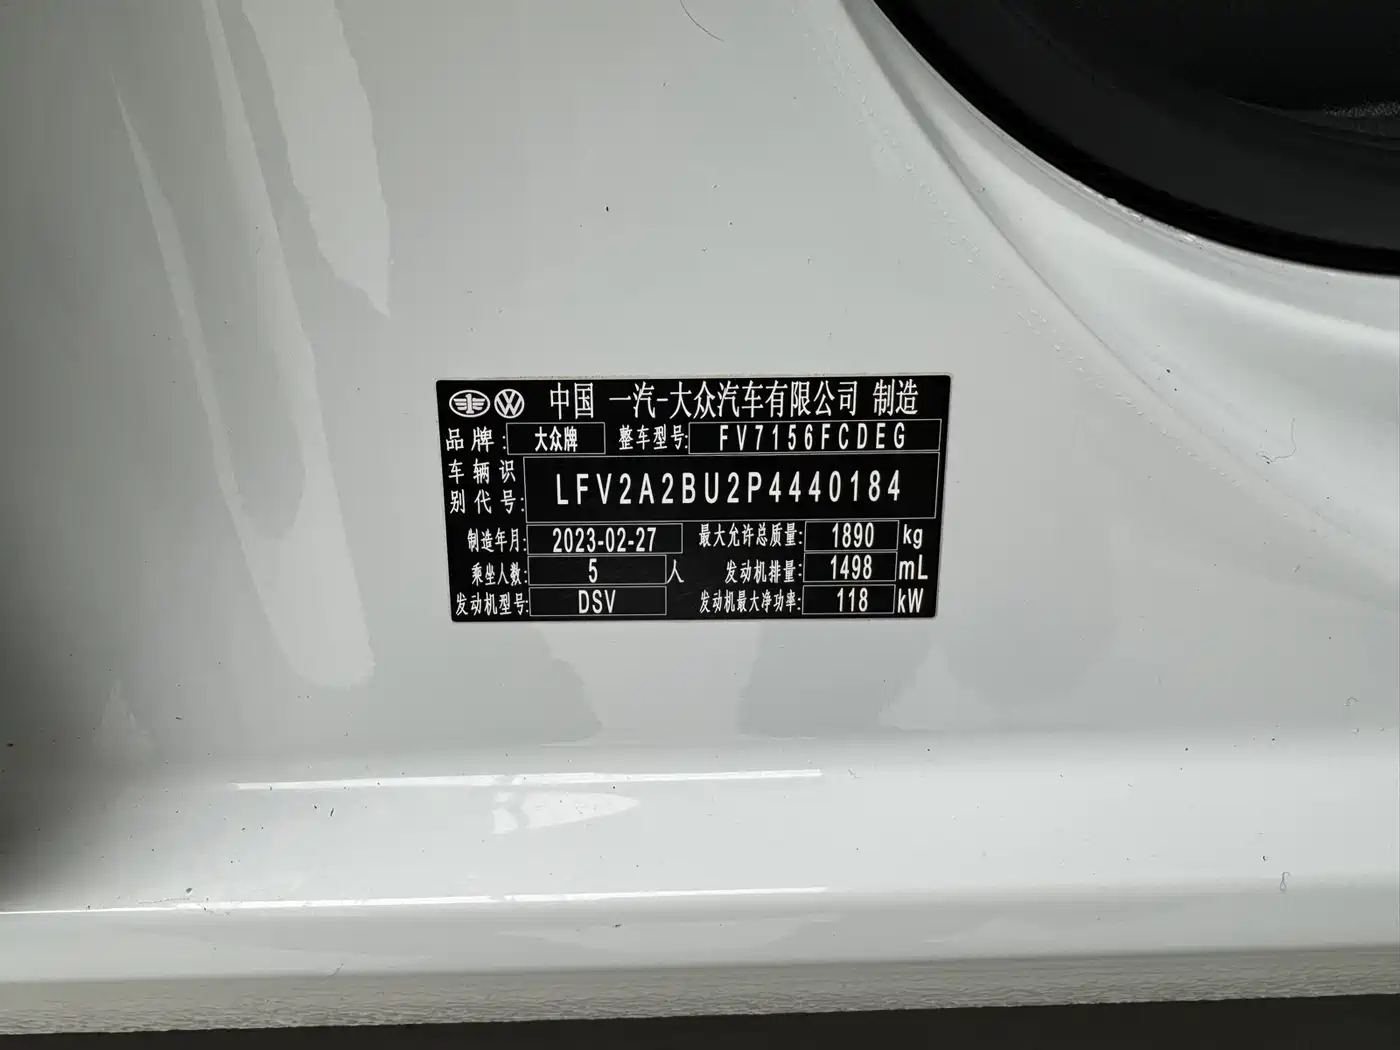 中国 一汽-大众汽车有限公司 制造
品牌: 大众牌 整车型号: FV7156FCDEG
车辆识别代号: LFV2A2BU2P4440184
制造年月: 2023-02-27 最大允许总质量: 1890 kg
乘坐人数: 5 人 发动机排量: 1498 mL
发动机型号: DSV 发动机最大净功率: 118 kW